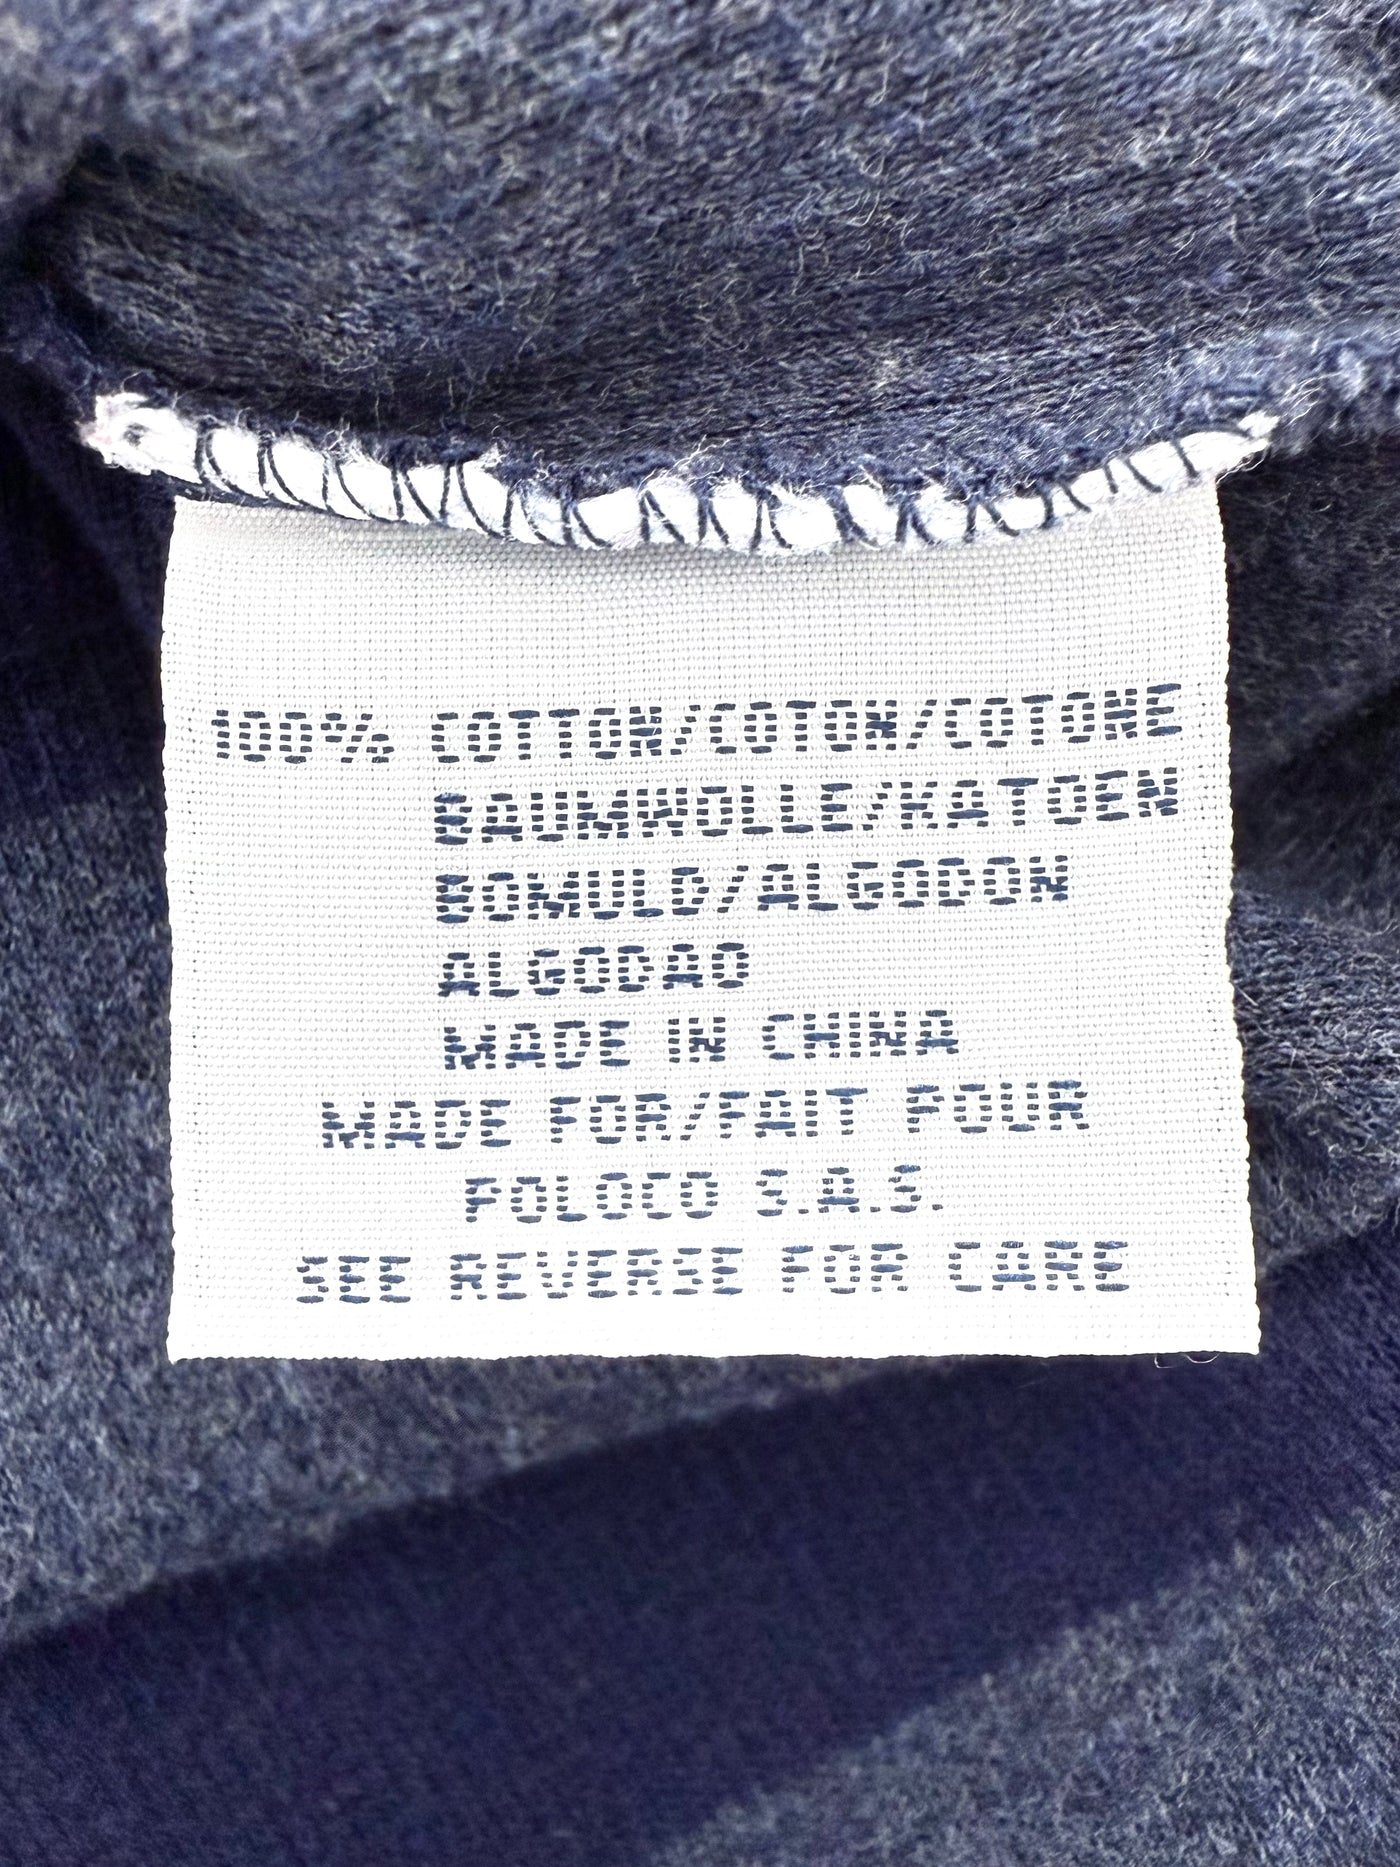 100% COTTON/COTON/COTONE
BAUMWOLLE/KATOEN
BOMULD/ALGODON
ALGODAO
MADE IN CHINA
MADE FOR/FAIT POUR
POLOCO S.A.S.
SEE REVERSE FOR CARE